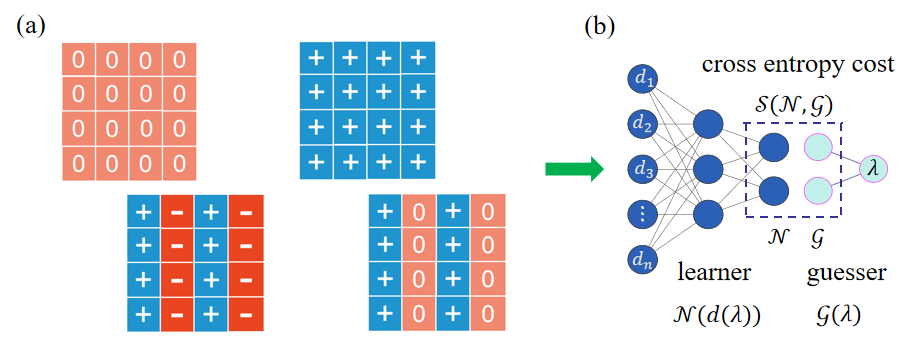 (a)
0 0 0 0
0 0 0 0
0 0 0 0
0 0 0 0
+ + + +
+ + + +
+ + + +
+ + + +
+ - + -
+ - + -
+ - + -
+ - + -
+ 0 + 0
+ 0 + 0
+ 0 + 0
+ 0 + 0
(b)
cross entropy cost
𝒮(𝒩, 𝒢)
d₁
d₂
d₃
⋮
dₙ
λ
𝒩 𝒢
learner guesser
𝒩(d(λ)) 𝒢(λ)